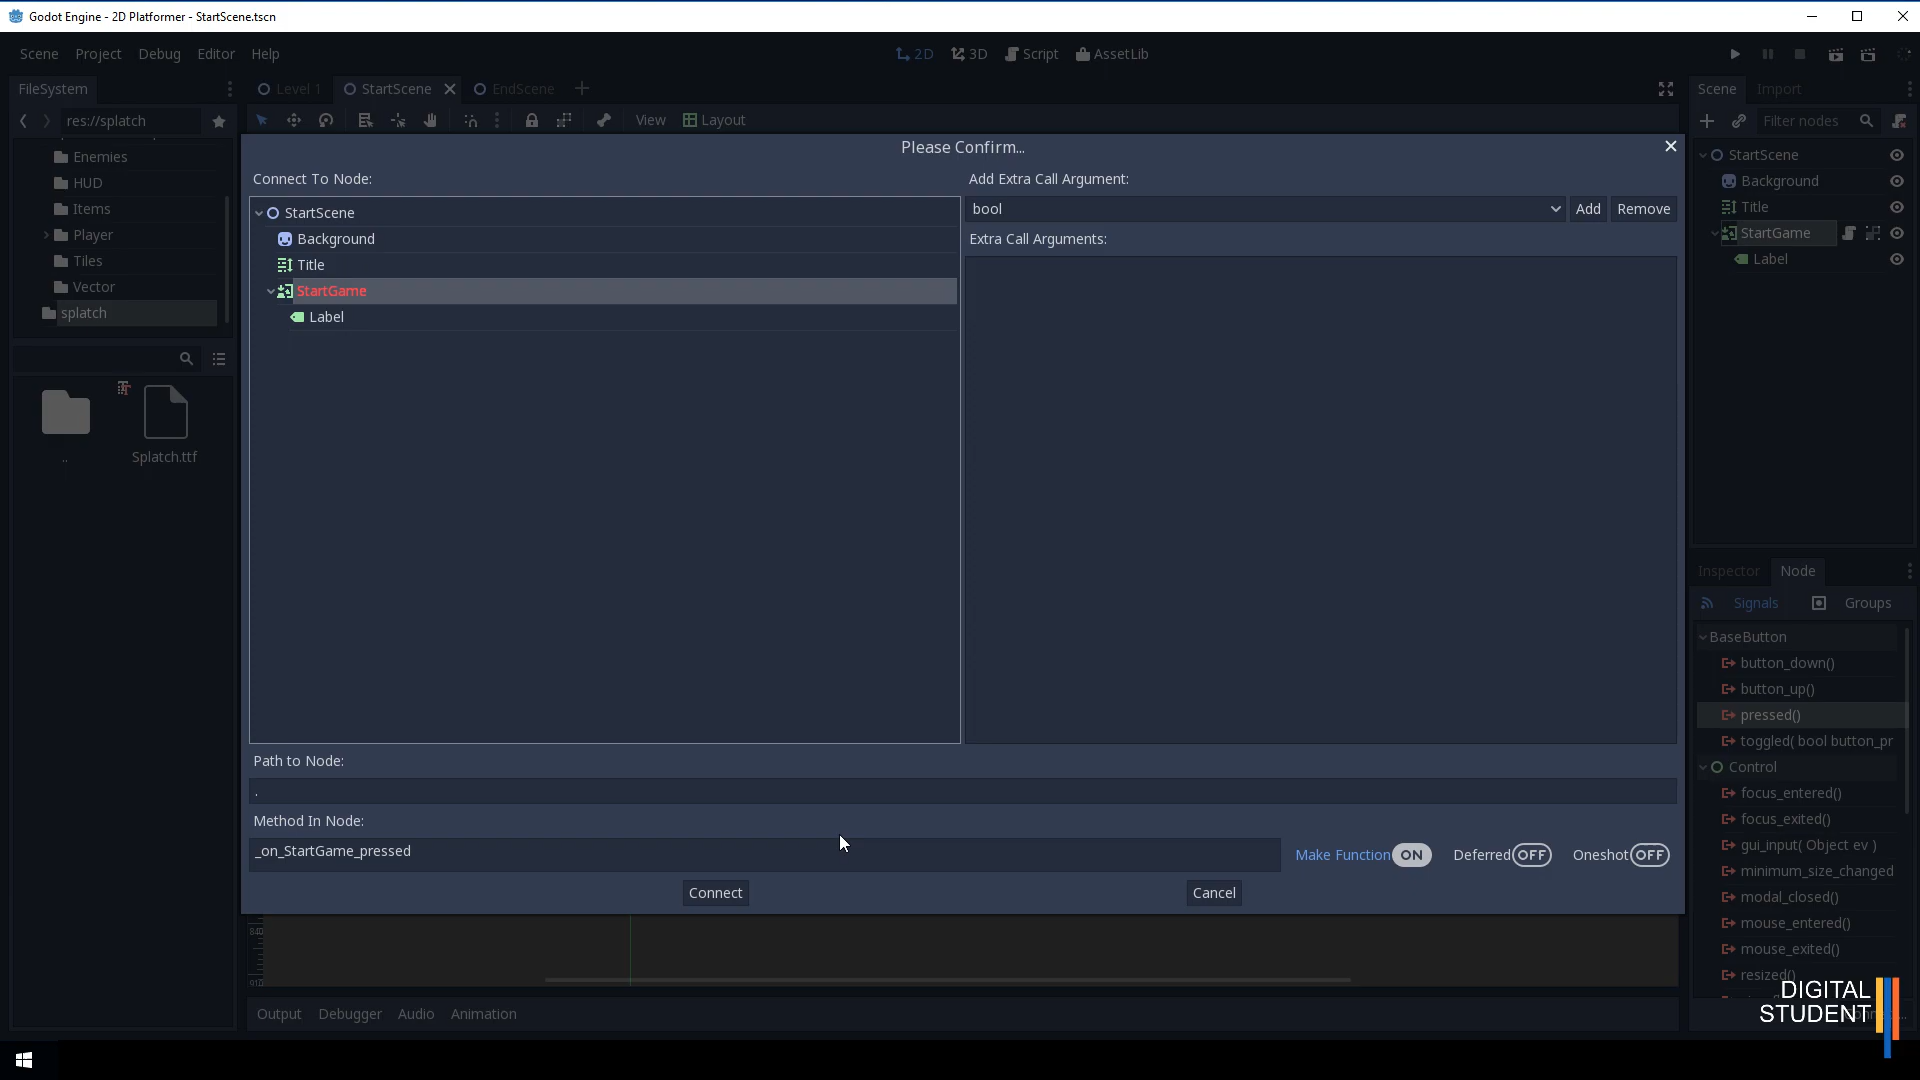 Godot Engine - 2D Platformer - StartScene.tscn
Scene Project Debug Editor Help
2D 3D Script AssetLib
FileSystem
Level 1 StartScene EndScene
Scene Import
res://splatch
View Layout
Filter nodes
Enemies
HUD
Items
Player
Tiles
Vector
splatch
..
Splatch.ttf
Please Confirm...
Connect To Node:
StartScene
Background
Title
StartGame
Label
Add Extra Call Argument:
bool Add Remove
Extra Call Arguments:
Path to Node:
.
Method In Node:
_on_StartGame_pressed
Make Function ON Deferred OFF Oneshot OFF
Connect Cancel
840
910
Output Debugger Audio Animation
StartScene
Background
Title
StartGame
Label
Inspector Node
Signals Groups
BaseButton
button_down()
button_up()
pressed()
toggled( bool button_pr
Control
focus_entered()
focus_exited()
gui_input( Object ev )
minimum_size_changed
modal_closed()
mouse_entered()
mouse_exited()
resized()
DIGITAL
STUDENT